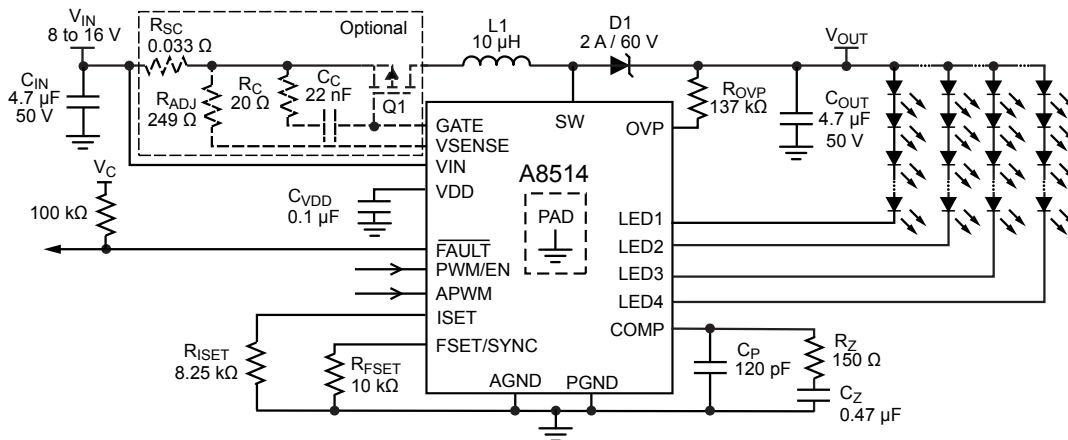 VIN
8 to 16 V
RSC
0.033 Ω
Optional
L1
10 µH
D1
2 A / 60 V
VOUT
CIN
4.7 µF
50 V
RADJ
249 Ω
RC
20 Ω
CC
22 nF
Q1
ROVP
137 kΩ
COUT
4.7 µF
50 V
GATE
VSENSE
VIN
VDD
SW
OVP
VC
100 kΩ
CVDD
0.1 µF
A8514
PAD
FAULT
PWM/EN
APWM
ISET
FSET/SYNC
LED1
LED2
LED3
LED4
COMP
RISET
8.25 kΩ
RFSET
10 kΩ
AGND
PGND
CP
120 pF
RZ
150 Ω
CZ
0.47 µF